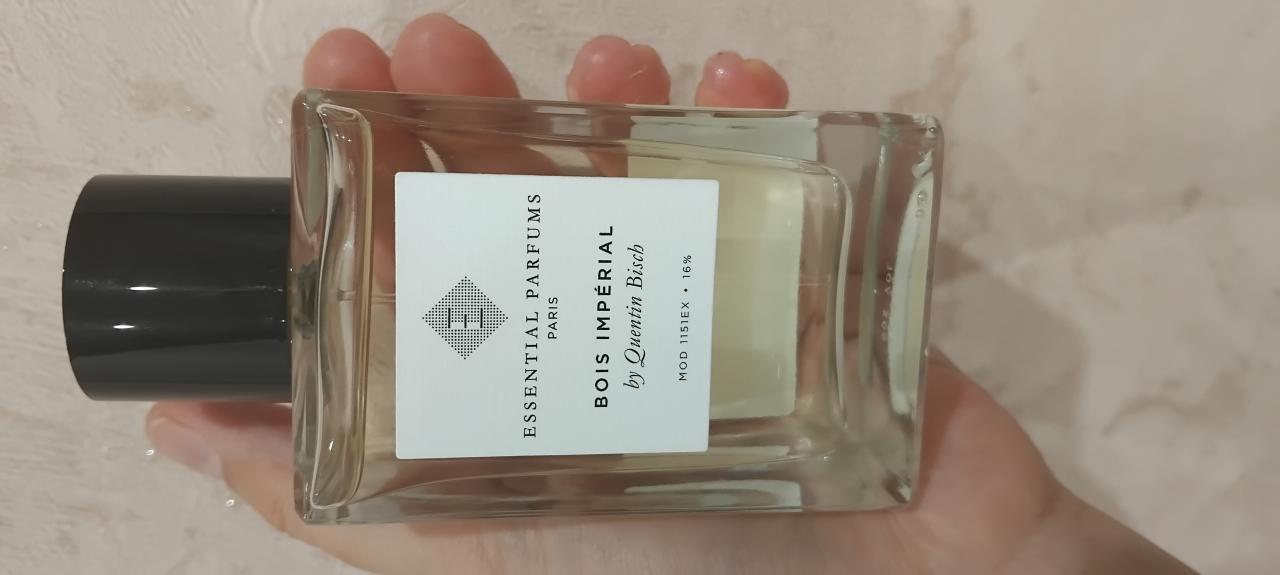 ESSENTIAL PARFUMS
PARIS
BOIS IMPÉRIAL
by Quentin Bisch
MOD 1151EX • 16%